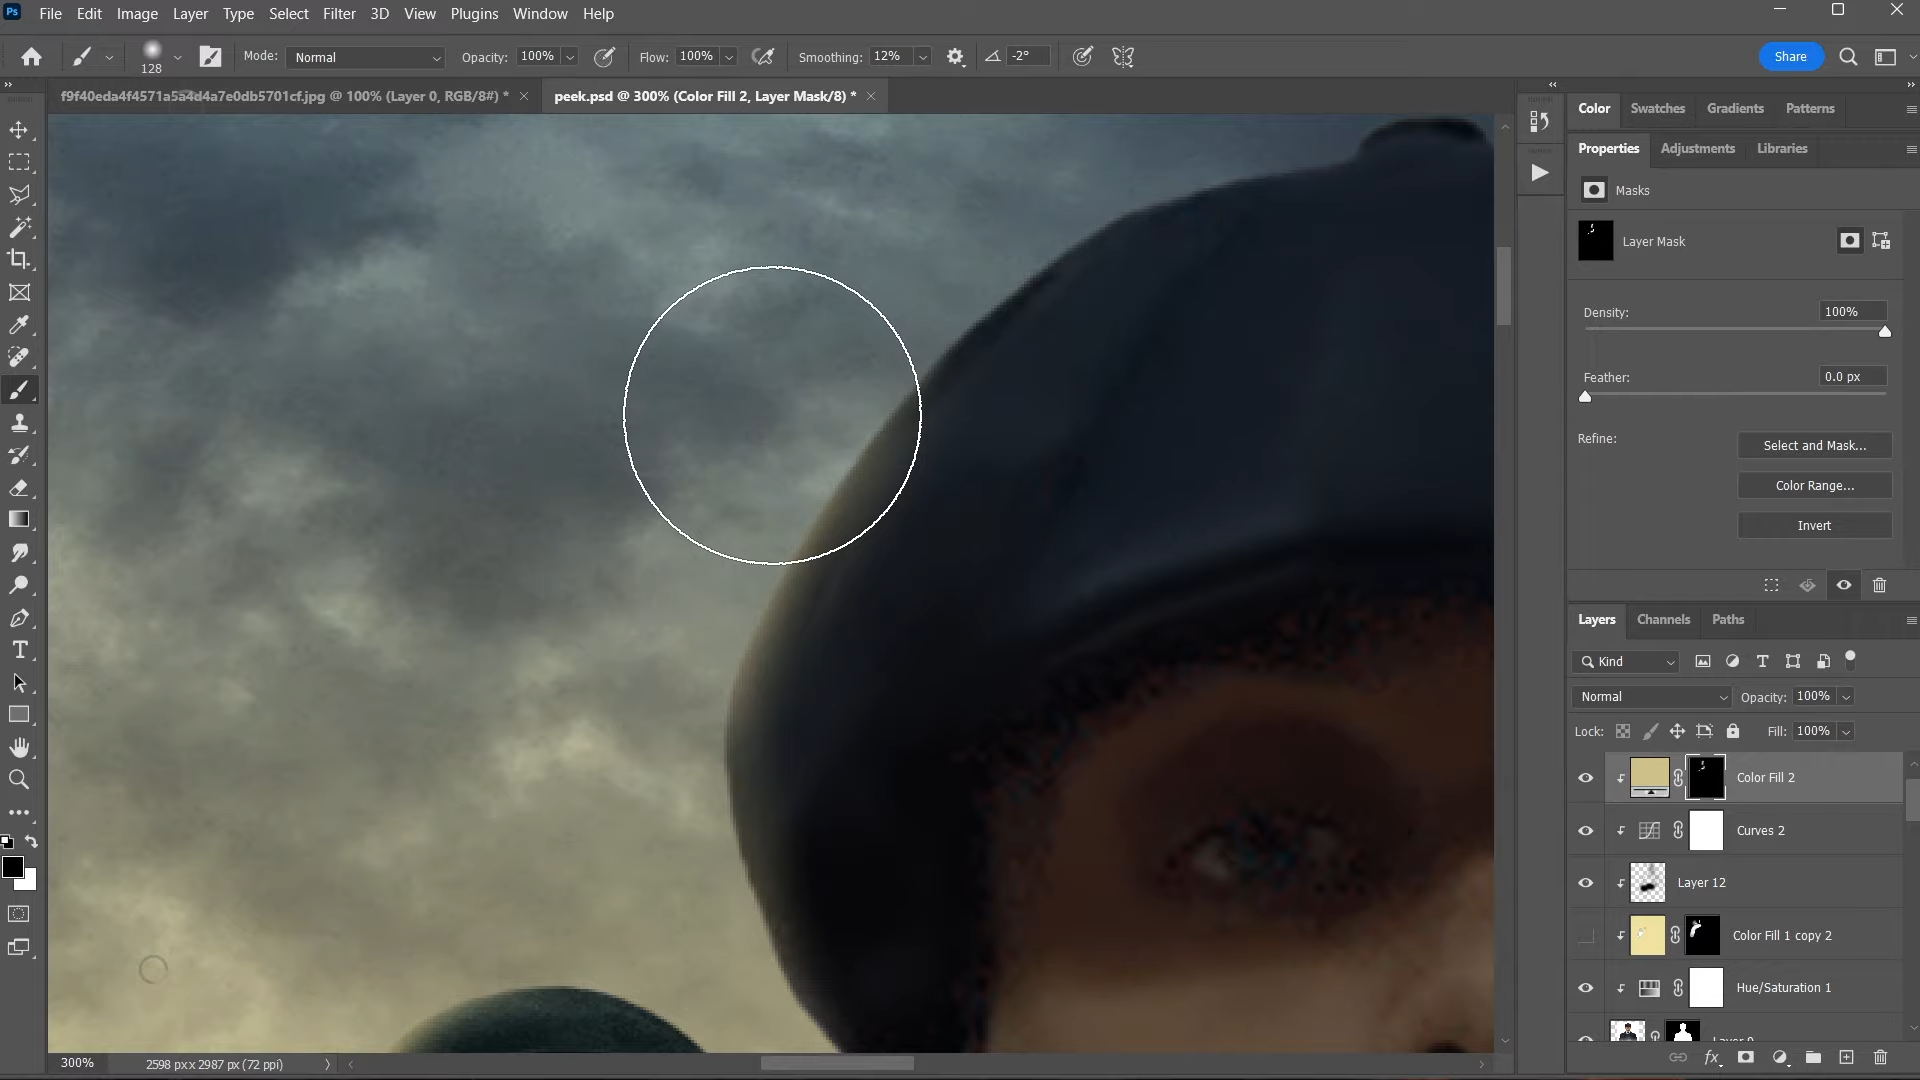 Ps File Edit Image Layer Type Select Filter 3D View Plugins Window Help
128 Mode: Normal Opacity: 100% Flow: 100% Smoothing: 12% -2° Share
f9f40eda4f4571a5a4d4a7e0db5701cf.jpg @ 100% (Layer 0, RGB/8#) * peek.psd @ 300% (Color Fill 2, Layer Mask/8) *
Color Swatches Gradients Patterns
Properties Adjustments Libraries
Masks
Layer Mask
Density: 100%
Feather: 0.0 px
Refine: Select and Mask...
Color Range...
Invert
Layers Channels Paths
Kind
Normal Opacity: 100%
Lock: Fill: 100%
Color Fill 2
Curves 2
Layer 12
Color Fill 1 copy 2
Hue/Saturation 1
300% 2598 px x 2987 px (72 ppi)